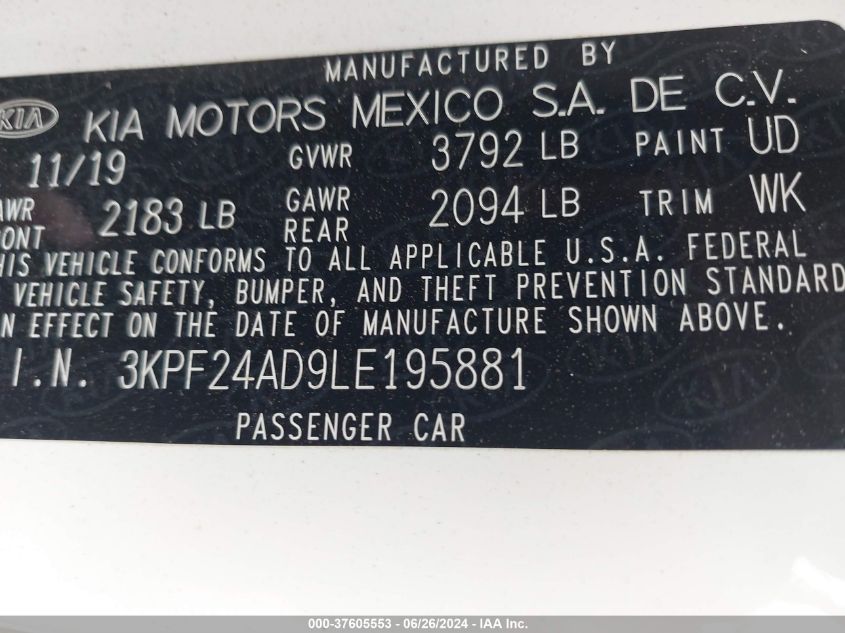 MANUFACTURED BY
KIA KIA MOTORS MEXICO S.A. DE C.V.
11/19 GVWR 3792 LB PAINT UD
AWR 2183 LB GAWR 2094 LB TRIM WK
ONT REAR
HIS VEHICLE CONFORMS TO ALL APPLICABLE U.S.A. FEDERAL
VEHICLE SAFETY, BUMPER, AND THEFT PREVENTION STANDARD
N EFFECT ON THE DATE OF MANUFACTURE SHOWN ABOVE.
I.N. 3KPF24AD9LE195881
PASSENGER CAR
000-37605553 - 06/26/2024 - IAA Inc.